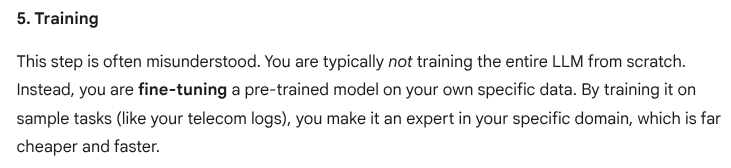 5. Training
This step is often misunderstood. You are typically not training the entire LLM from scratch.
Instead, you are fine-tuning a pre-trained model on your own specific data. By training it on
sample tasks (like your telecom logs), you make it an expert in your specific domain, which is far
cheaper and faster.